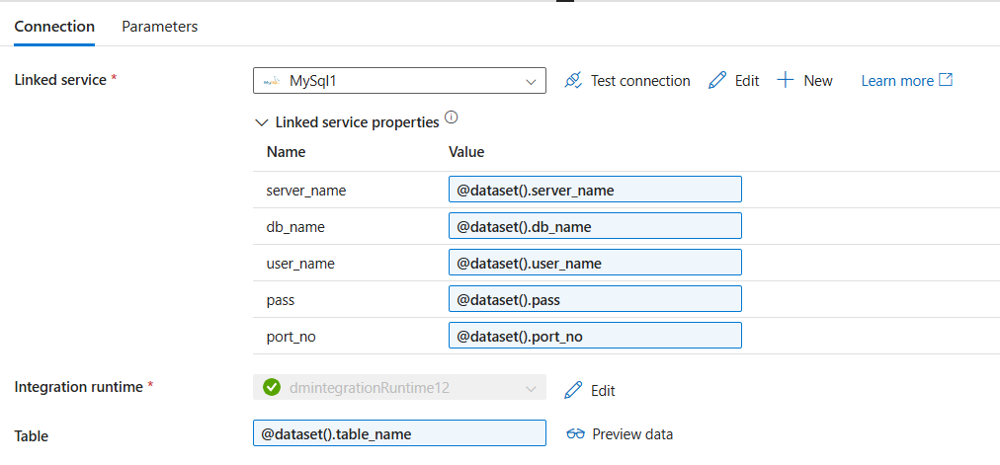 Connection Parameters
Linked service * MySql1 Test connection Edit New Learn more
Linked service properties
Name Value
server_name @dataset().server_name
db_name @dataset().db_name
user_name @dataset().user_name
pass @dataset().pass
port_no @dataset().port_no
Integration runtime * dmintegrationRuntime12 Edit
Table @dataset().table_name Preview data